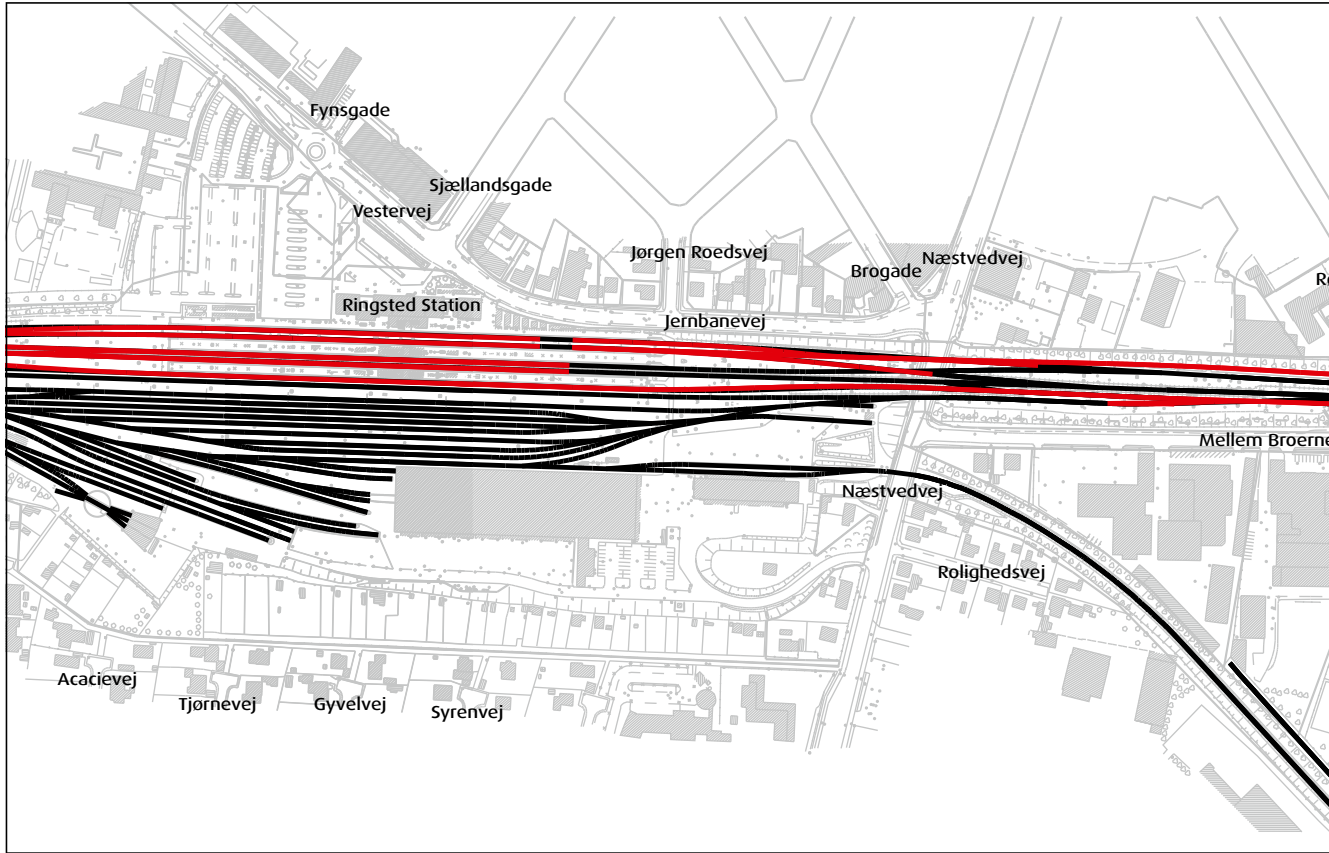 Fynsgade
Sjællandsgade
Vestervej
Jørgen Roedsvej
Næstvedvej
Brogade
Ringsted Station
Jernbanevej
Mellem Broerne
Næstvedvej
Rolighedsvej
Acacievej
Tjørnevej
Gyvelvej
Syrenvej